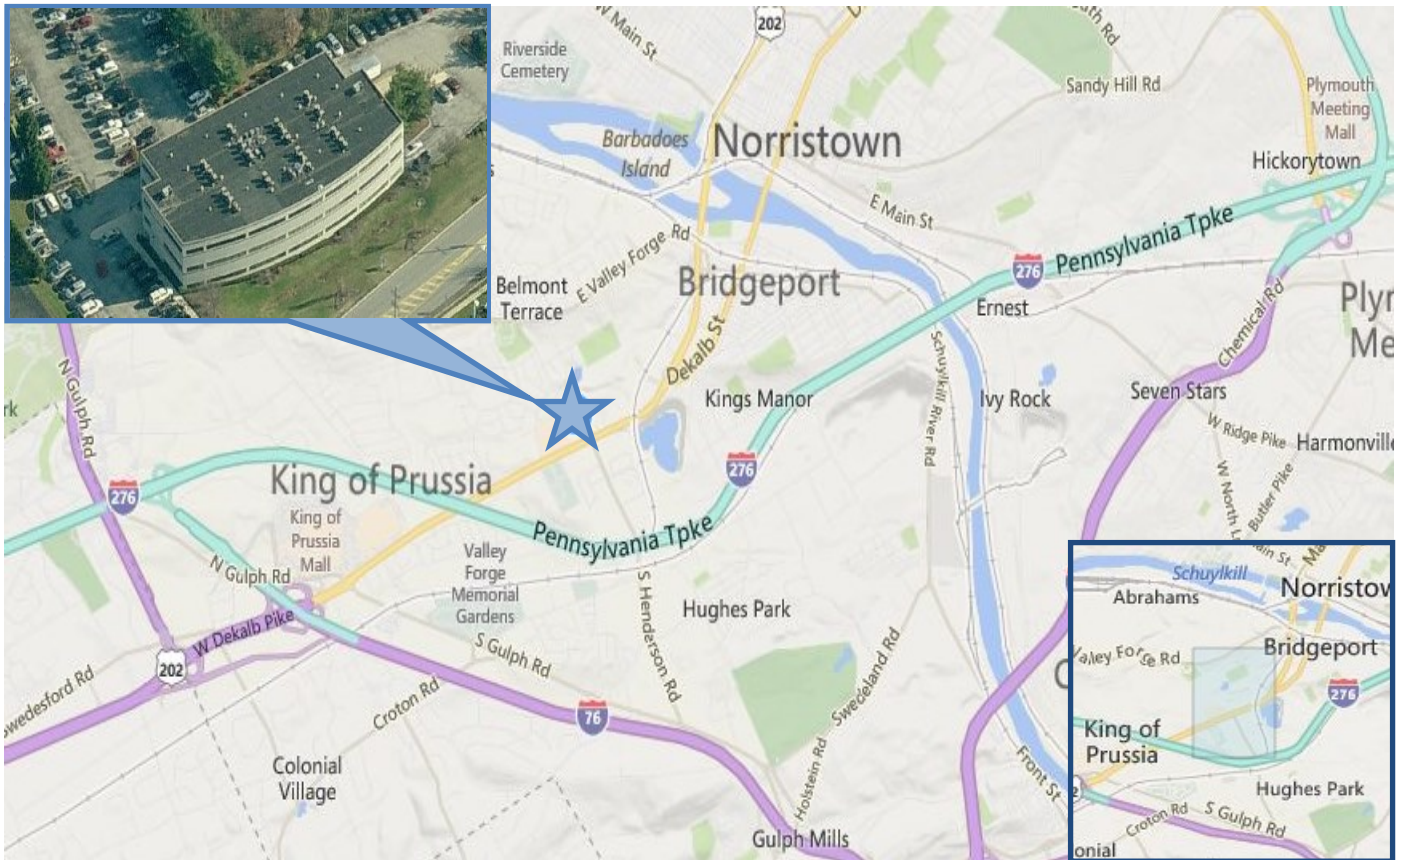 202
W Main St
Riverside
Cemetery
Sandy Hill Rd
Plymouth
Meeting
Mall
Barbadoes
Island
Norristown
Hickorytown
E Main St
Pennsylvania Tpke
276
E Valley Forge Rd
Bridgeport
Belmont
Terrace
Ernest
Chemical Rd
Dekalb St
Schuylkill River Rd
N Gulph Rd
Kings Manor
Ivy Rock
Seven Stars
W Ridge Pike
Harmonville
276
276
King of Prussia
King of
Prussia
Mall
Pennsylvania Tpke
Butler Pike
W North L
Valley
Forge
Memorial
Gardens
N Gulph Rd
S Henderson Rd
Hughes Park
W Dekalb Pike
202
S Gulph Rd
Swedesford Rd
Croton Rd
Swedeland Rd
76
Colonial
Village
Holstein Rd
Front St
Gulph Mills
Schuylkill
Norristow
Abrahams
Bridgeport
alley Forge Rd
276
King of
Prussia
Hughes Park
Croton Rd
S Gulph Rd
onial